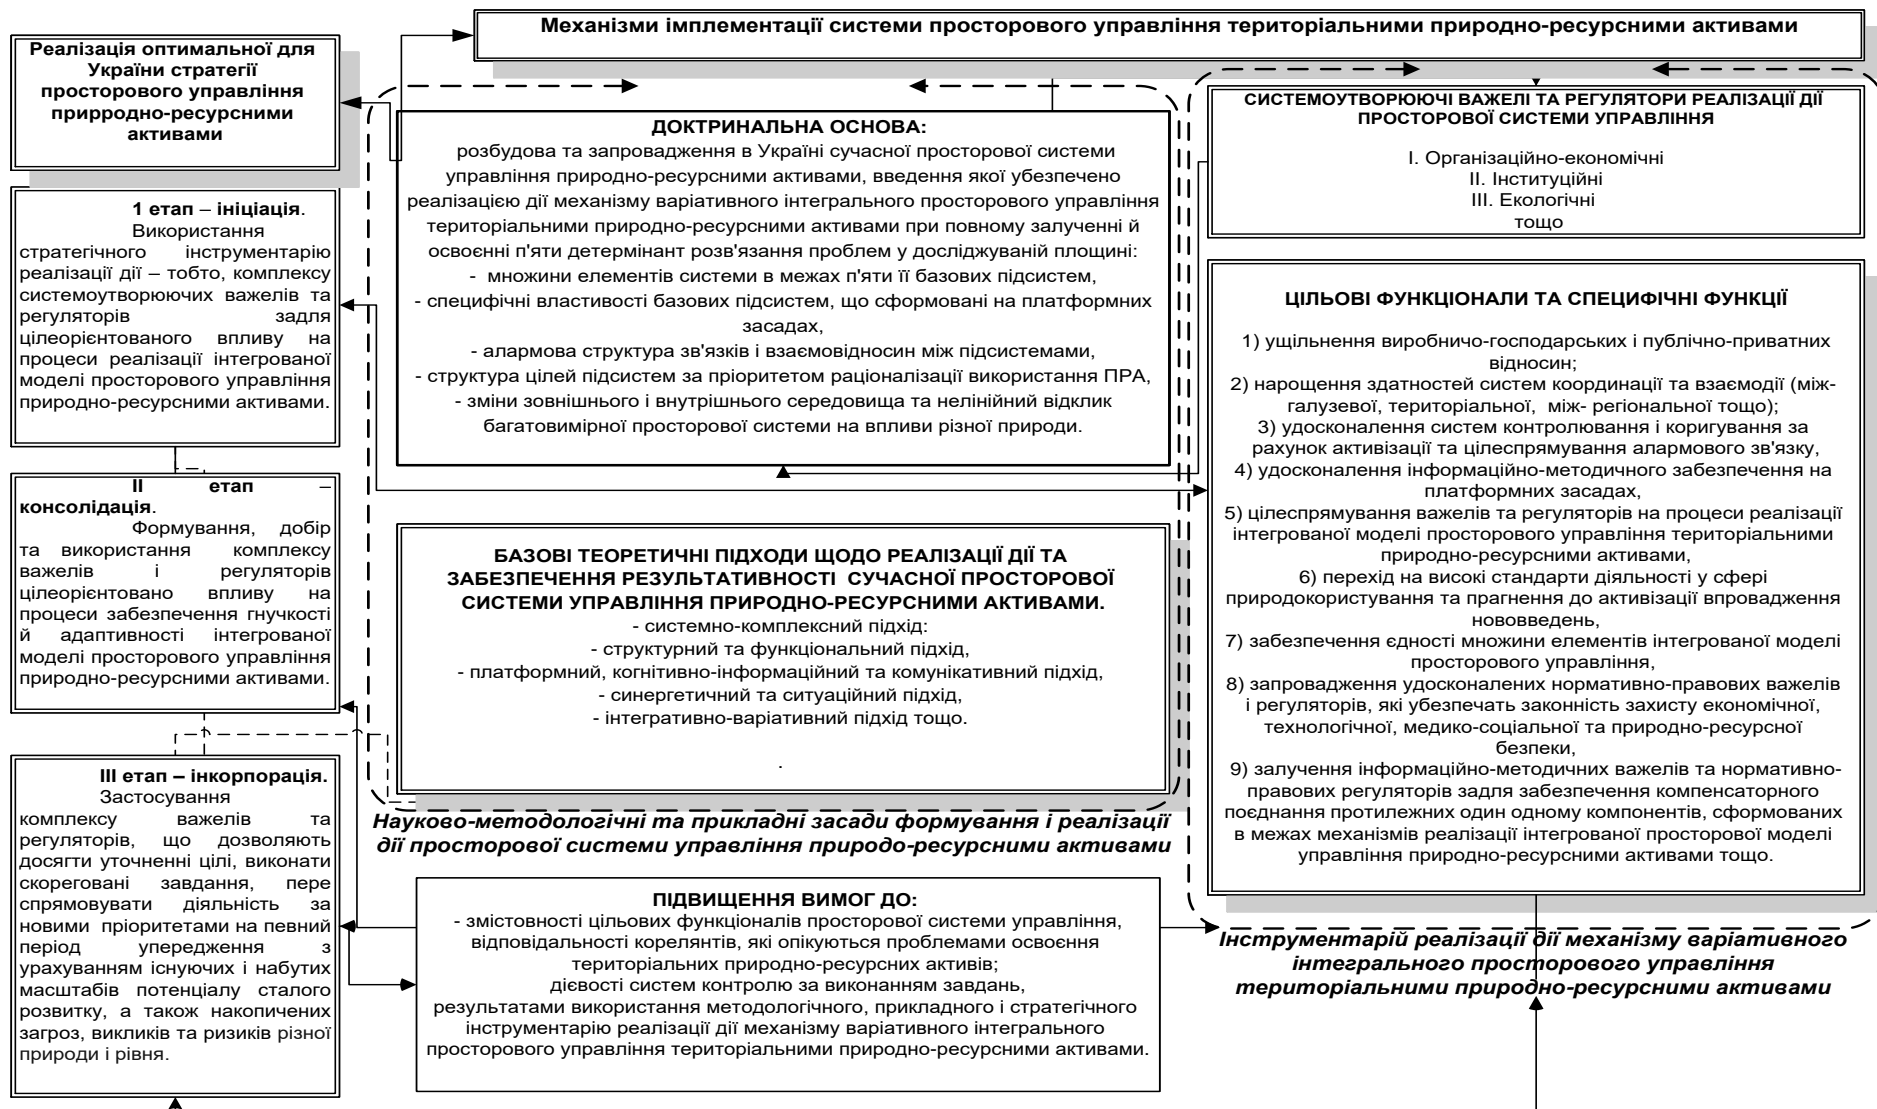 Механізми імплементації системи просторового управління територіальними природно-ресурсними активами
Реалізація оптимальної для
України стратегії
просторового управління
прирродно-ресурсними
активами
1 етап – ініціація.
Використання
стратегічного інструментарію
реалізації дії – тобто, комплексу
системоутворюючих важелів та
регуляторів задля
цілеорієнтованого впливу на
процеси реалізації інтегрованої
моделі просторового управління
природно-ресурсними активами.
ІІ етап –
консолідація.
Формування, добір
та використання комплексу
важелів і регуляторів
цілеорієнтовано впливу на
процеси забезпечення гнучкості
й адаптивності інтегрованої
моделі просторового управління
природно-ресурсними активами.
ІІІ етап – інкорпорація.
Застосування
комплексу важелів та
регуляторів, що дозволяють
досягти уточненні цілі, виконати
скореговані завдання, пере
спрямовувати діяльність за
новими пріоритетами на певний
період упередження з
урахуванням існуючих і набутих
масштабів потенціалу сталого
розвитку, а також накопичених
загроз, викликів та ризиків різної
природи і рівня.
ДОКТРИНАЛЬНА ОСНОВА:
розбудова та запровадження в Україні сучасної просторової системи
управління природно-ресурсними активами, введення якої убезпечено
реалізацією дії механізму варіативного інтегрального просторового управління
територіальними природно-ресурсними активами при повному залученні й
освоєнні п'яти детермінант розв'язання проблем у досліджуваній площині:
- множини елементів системи в межах п'яти її базових підсистем,
- специфічні властивості базових підсистем, що сформовані на платформних
засадах,
- алармова структура зв'язків і взаємовідносин між підсистемами,
- структура цілей підсистем за пріоритетом раціоналізації використання ПРА,
- зміни зовнішнього і внутрішнього середовища та нелінійний відклик
багатовимірної просторової системи на впливи різної природи.
БАЗОВІ ТЕОРЕТИЧНІ ПІДХОДИ ЩОДО РЕАЛІЗАЦІЇ ДІЇ ТА
ЗАБЕЗПЕЧЕННЯ РЕЗУЛЬТАТИВНОСТІ СУЧАСНОЇ ПРОСТОРОВОЇ
СИСТЕМИ УПРАВЛІННЯ ПРИРОДНО-РЕСУРСНИМИ АКТИВАМИ.
- системно-комплексний підхід:
- структурний та функціональний підхід,
- платформний, когнітивно-інформаційний та комунікативний підхід,
- синергетичний та ситуаційний підхід,
- інтегративно-варіативний підхід тощо.
.
Науково-методологічні та прикладні засади формування і реалізації
дії просторової системи управління природо-ресурсними активами
ПІДВИЩЕННЯ ВИМОГ ДО:
- змістовності цільових функціоналів просторової системи управління,
відповідальності корелянтів, які опікуються проблемами освоєння
територіальних природно-ресурсних активів;
дієвості систем контролю за виконанням завдань,
результатами використання методологічного, прикладного і стратегічного
інструментарію реалізації дії механізму варіативного інтегрального
просторового управління територіальними природно-ресурсними активами.
СИСТЕМОУТВОРЮЮЧІ ВАЖЕЛІ ТА РЕГУЛЯТОРИ РЕАЛІЗАЦІЇ ДІЇ
ПРОСТОРОВОЇ СИСТЕМИ УПРАВЛІННЯ
І. Організаційно-економічні
ІІ. Інституційні
ІІІ. Екологічні
тощо
ЦІЛЬОВІ ФУНКЦІОНАЛИ ТА СПЕЦИФІЧНІ ФУНКЦІЇ
1) ущільнення виробничо-господарських і публічно-приватних
відносин;
2) нарощення здатностей систем координації та взаємодії (між-
галузевої, територіальної, між- регіональної тощо);
3) удосконалення систем контролювання і коригування за
рахунок активізації та цілеспрямування алармового зв'язку,
4) удосконалення інформаційно-методичного забезпечення на
платформних засадах,
5) цілеспрямування важелів та регуляторів на процеси реалізації
інтегрованої моделі просторового управління територіальними
природно-ресурсними активами,
6) перехід на високі стандарти діяльності у сфері
природокористування та прагнення до активізації впровадження
нововведень,
7) забезпечення єдності множини елементів інтегрованої моделі
просторового управління,
8) запровадження удосконалених нормативно-правових важелів
і регуляторів, які убезпечать законність захисту економічної,
технологічної, медико-соціальної та природно-ресурсної
безпеки,
9) залучення інформаційно-методичних важелів та нормативно-
правових регуляторів задля забезпечення компенсаторного
поєднання протилежних один одному компонентів, сформованих
в межах механізмів реалізації інтегрованої просторової моделі
управління природно-ресурсними активами тощо.
Інструментарій реалізації дії механізму варіативного
інтегрального просторового управління
територіальними природно-ресурсними активами